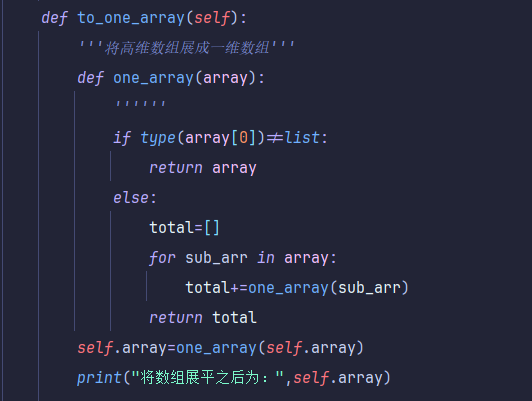 def to_one_array(self):
'''将高维数组展成一维数组'''
def one_array(array):
''''''
if type(array[0])≠list:
return array
else:
total=[]
for sub_arr in array:
total+=one_array(sub_arr)
return total
self.array=one_array(self.array)
print("将数组展平之后为：",self.array)